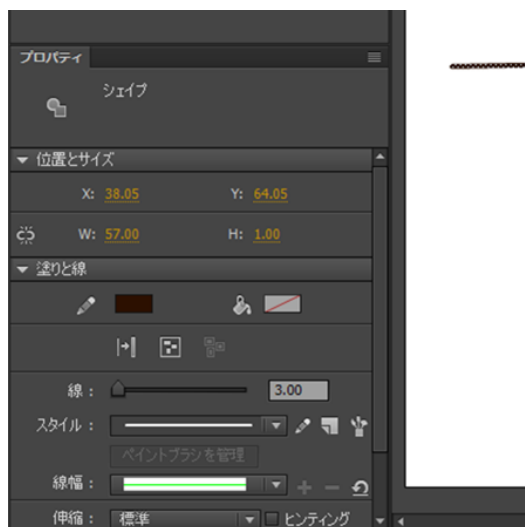 プロパティ
シェイプ
位置とサイズ
X: 38.05 Y: 64.05
W: 57.00 H: 1.00
塗りと線
線: 3.00
スタイル:
ペイントブラシを管理
線幅:
伸縮: 標準 ヒンティング